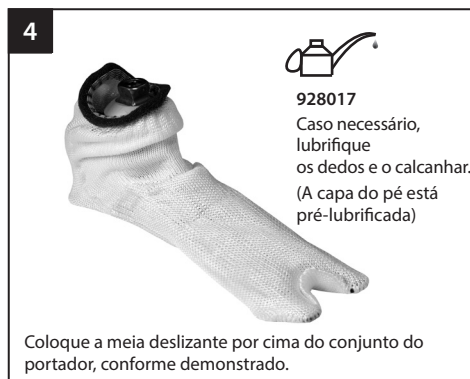 4
928017
Caso necessário,
lubrifique
os dedos e o calcanhar.
(A capa do pé está
pré-lubrificada)
Coloque a meia deslizante por cima do conjunto do
portador, conforme demonstrado.